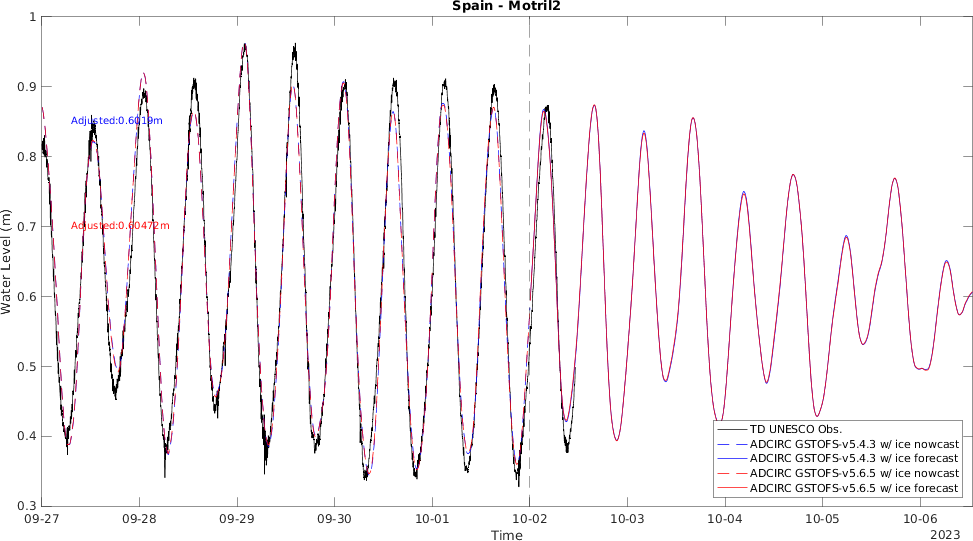 Spain - Motril2
1
0.9
0.8
0.7
0.6
0.5
0.4
0.3
Water Level (m)
Adjusted:0.6019m
Adjusted:0.60472m
TD UNESCO Obs.
ADCIRC GSTOFS-v5.4.3 w/ ice nowcast
ADCIRC GSTOFS-v5.4.3 w/ ice forecast
ADCIRC GSTOFS-v5.6.5 w/ ice nowcast
ADCIRC GSTOFS-v5.6.5 w/ ice forecast
09-27 09-28 09-29 09-30 10-01 10-02 10-03 10-04 10-05 10-06
Time
2023